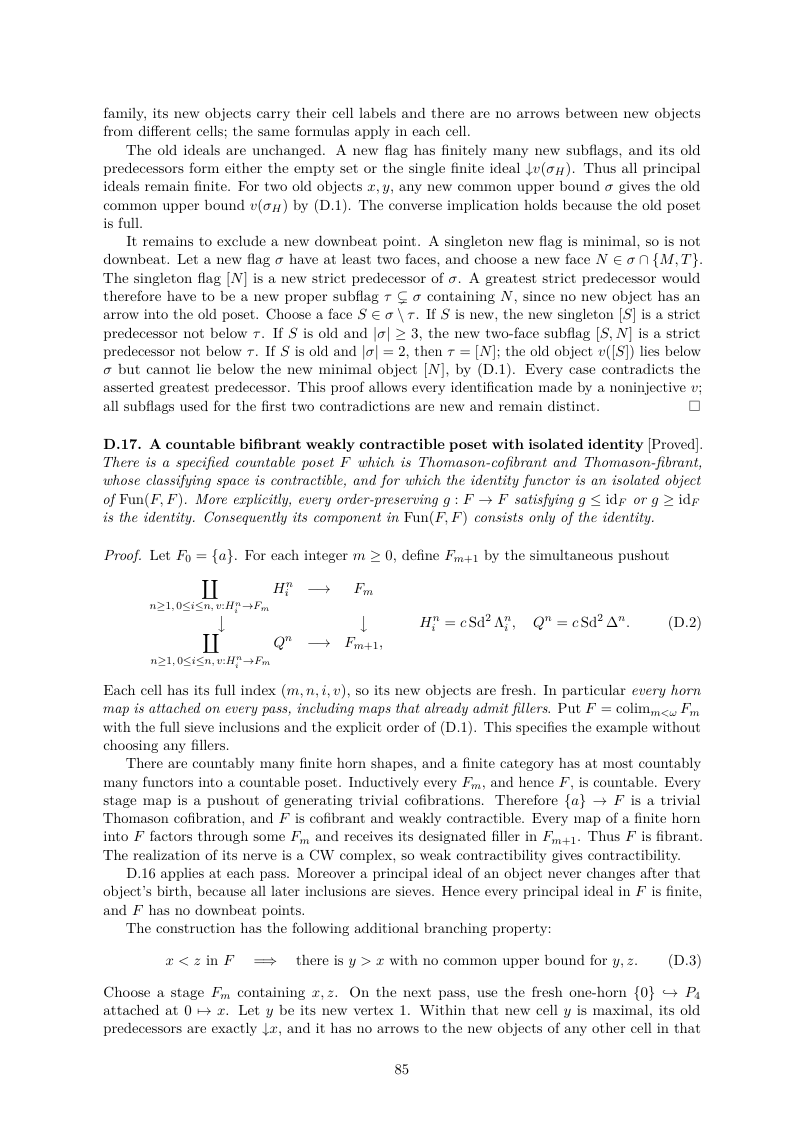 family, its new objects carry their cell labels and there are no arrows between new objects
from different cells; the same formulas apply in each cell.
The old ideals are unchanged. A new flag has finitely many new subflags, and its old
predecessors form either the empty set or the single finite ideal ↓v(σ_H). Thus all principal
ideals remain finite. For two old objects x, y, any new common upper bound σ gives the old
common upper bound v(σ_H) by (D.1). The converse implication holds because the old poset
is full.
It remains to exclude a new downbeat point. A singleton new flag is minimal, so is not
downbeat. Let a new flag σ have at least two faces, and choose a new face N ∈ σ ∩ {M, T}.
The singleton flag [N] is a new strict predecessor of σ. A greatest strict predecessor would
therefore have to be a new proper subflag τ ⊊ σ containing N, since no new object has an
arrow into the old poset. Choose a face S ∈ σ \ τ. If S is new, the new singleton [S] is a strict
predecessor not below τ. If S is old and |σ| ≥ 3, the new two-face subflag [S, N] is a strict
predecessor not below τ. If S is old and |σ| = 2, then τ = [N]; the old object v([S]) lies below
σ but cannot lie below the new minimal object [N], by (D.1). Every case contradicts the
asserted greatest predecessor. This proof allows every identification made by a noninjective v;
all subflags used for the first two contradictions are new and remain distinct. □
D.17. A countable bifibrant weakly contractible poset with isolated identity [Proved].
There is a specified countable poset F which is Thomason-cofibrant and Thomason-fibrant,
whose classifying space is contractible, and for which the identity functor is an isolated object
of Fun(F, F). More explicitly, every order-preserving g : F → F satisfying g ≤ id_F or g ≥ id_F
is the identity. Consequently its component in Fun(F, F) consists only of the identity.
Proof. Let F_0 = {a}. For each integer m ≥ 0, define F_{m+1} by the simultaneous pushout
∐_{n≥1, 0≤i≤n, v:H_i^n→F_m} H_i^n ⟶ F_m
↓ ↓ H_i^n = c Sd^2 Λ_i^n, Q^n = c Sd^2 Δ^n. (D.2)
∐_{n≥1, 0≤i≤n, v:H_i^n→F_m} Q^n ⟶ F_{m+1},
Each cell has its full index (m, n, i, v), so its new objects are fresh. In particular every horn
map is attached on every pass, including maps that already admit fillers. Put F = colim_{m<ω} F_m
with the full sieve inclusions and the explicit order of (D.1). This specifies the example without
choosing any fillers.
There are countably many finite horn shapes, and a finite category has at most countably
many functors into a countable poset. Inductively every F_m, and hence F, is countable. Every
stage map is a pushout of generating trivial cofibrations. Therefore {a} → F is a trivial
Thomason cofibration, and F is cofibrant and weakly contractible. Every map of a finite horn
into F factors through some F_m and receives its designated filler in F_{m+1}. Thus F is fibrant.
The realization of its nerve is a CW complex, so weak contractibility gives contractibility.
D.16 applies at each pass. Moreover a principal ideal of an object never changes after that
object's birth, because all later inclusions are sieves. Hence every principal ideal in F is finite,
and F has no downbeat points.
The construction has the following additional branching property:
x < z in F ⟹ there is y > x with no common upper bound for y, z. (D.3)
Choose a stage F_m containing x, z. On the next pass, use the fresh one-horn {0} ↪ P_4
attached at 0 ↦ x. Let y be its new vertex 1. Within that new cell y is maximal, its old
predecessors are exactly ↓x, and it has no arrows to the new objects of any other cell in that
85